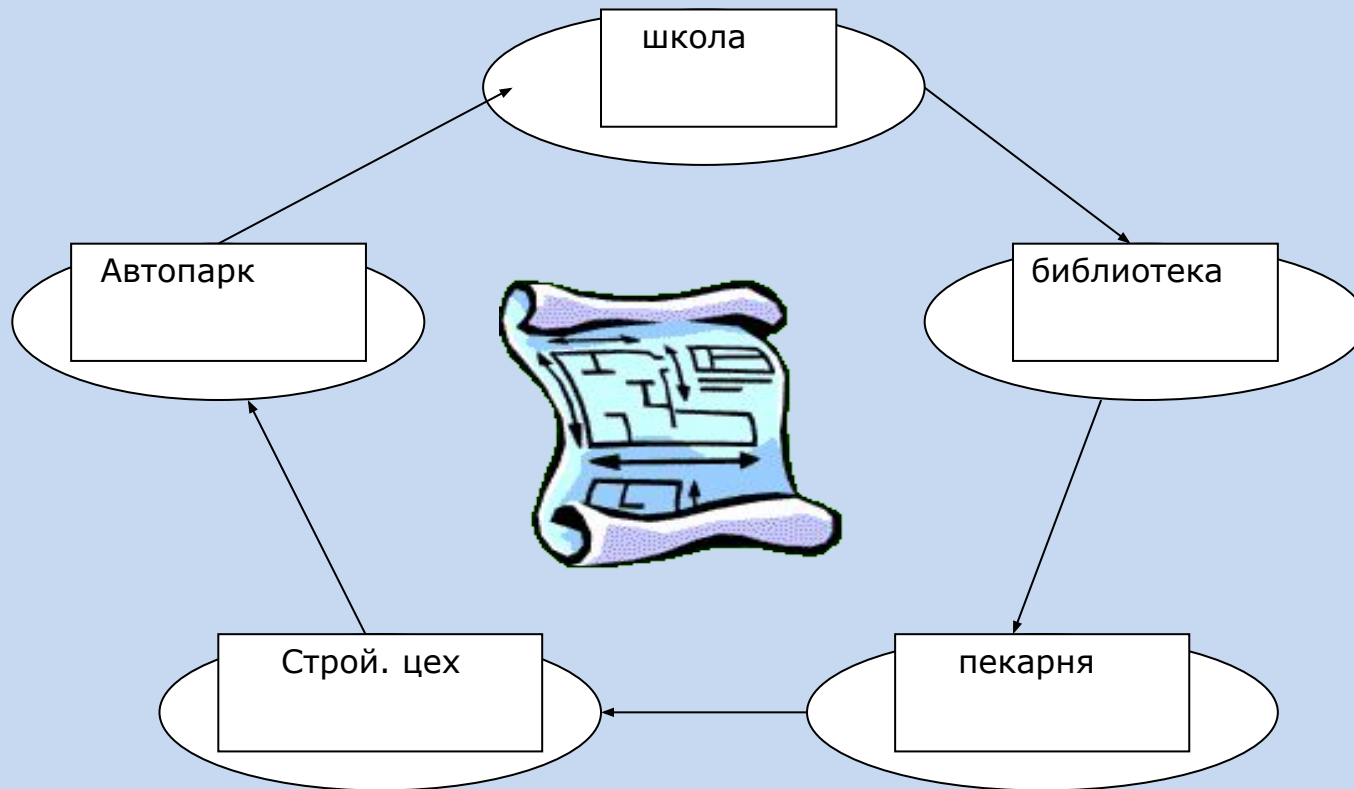 школа
Автопарк
библиотека
Строй. цех
пекарня